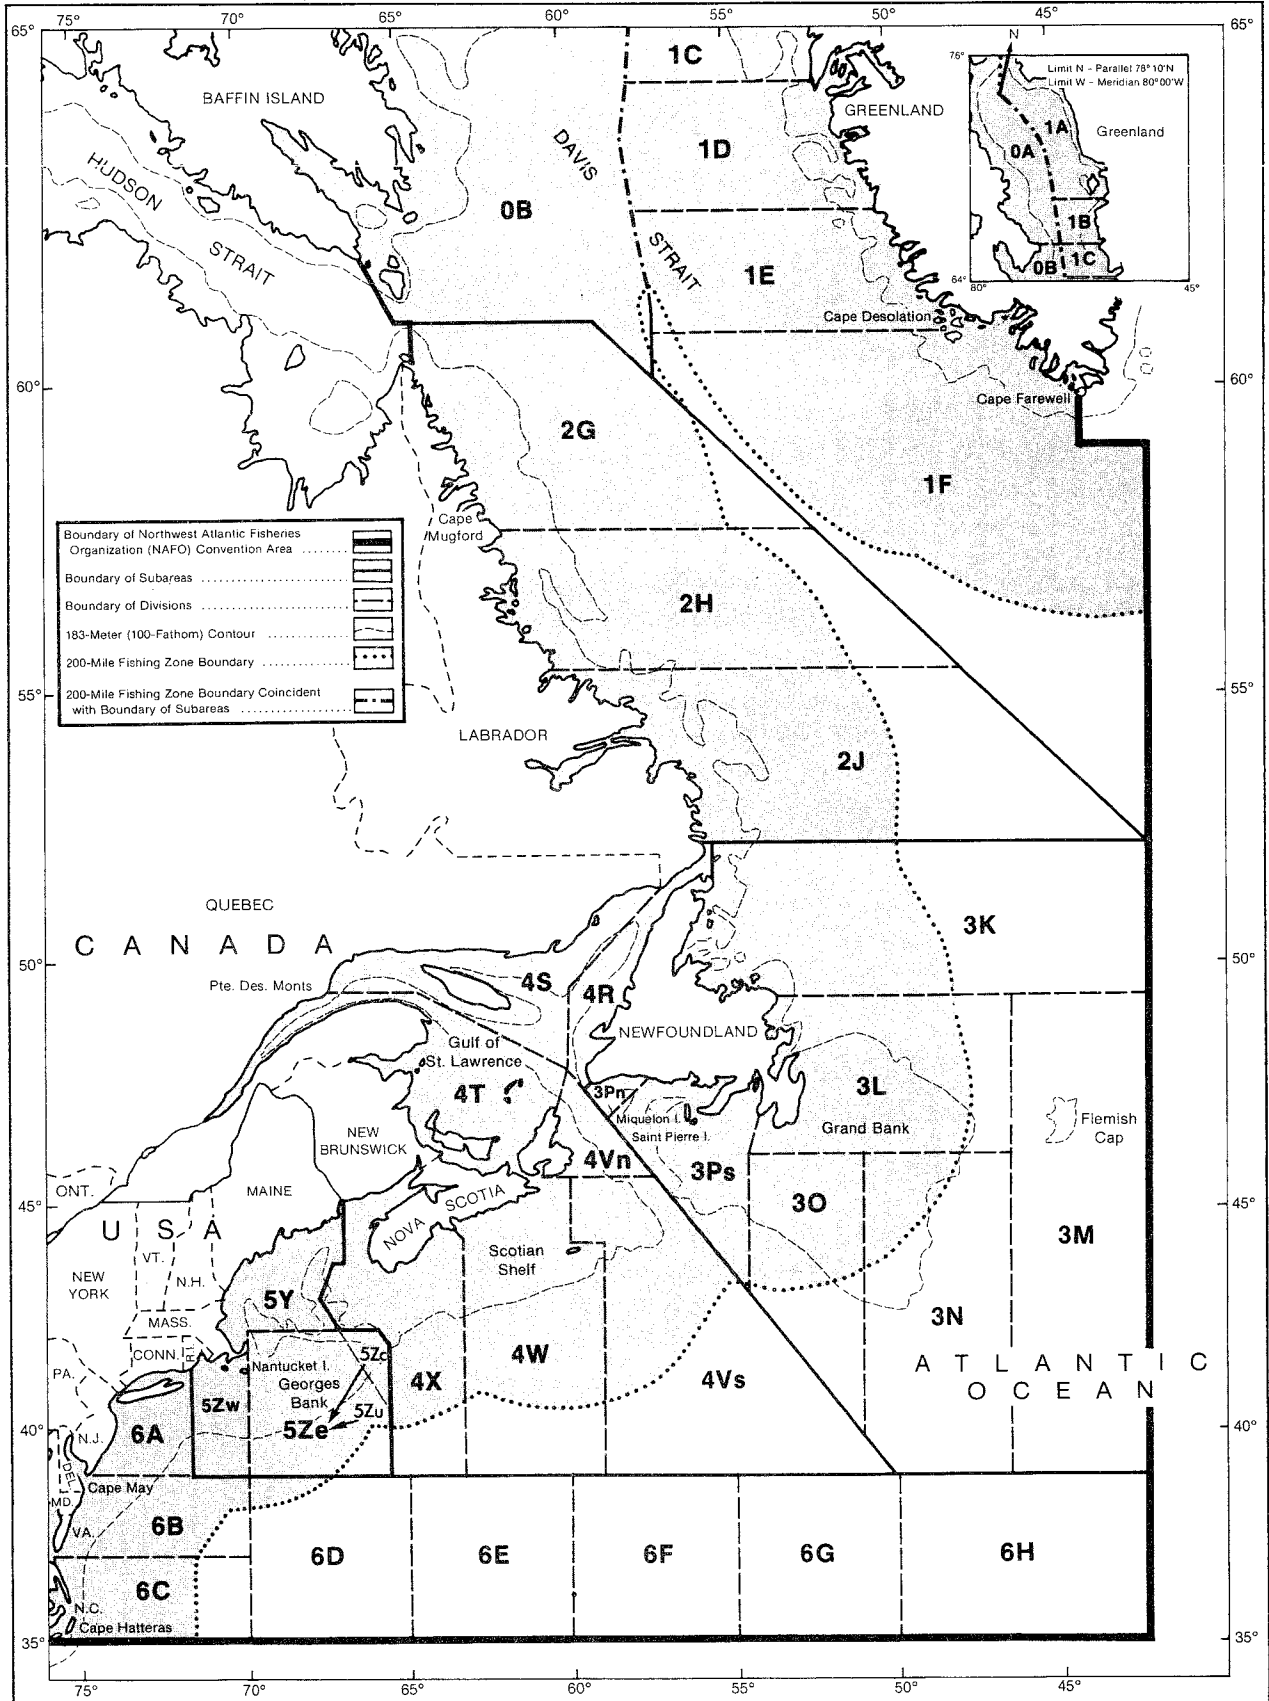 75°
70°
65°
60°
55°
50°
45°
65°
65°
1C
N
76°
Limit N - Parallel 78° 10'N
Limit W - Meridian 80° 00'W
BAFFIN ISLAND
GREENLAND
1A
Greenland
0A
DAVIS
1D
HUDSON
0B
1B
STRAIT
STRAIT
1E
1C
0B
64°
80°
45°
Cape Desolation
60°
60°
Cape Farewell
2G
1F
Cape
Mugford
Boundary of Northwest Atlantic Fisheries
Organization (NAFO) Convention Area
Boundary of Subareas
Boundary of Divisions
183-Meter (100-Fathom) Contour
200-Mile Fishing Zone Boundary
200-Mile Fishing Zone Boundary Coincident
with Boundary of Subareas
2H
55°
55°
LABRADOR
2J
QUEBEC
3K
CANADA
50°
50°
4S
Pte. Des. Monts
4R
NEWFOUNDLAND
Gulf of
St. Lawrence
3L
4T
3Pn
Flemish
Cap
Miquelon I.
Grand Bank
Saint Pierre I.
NEW
BRUNSWICK
4Vn
3Ps
ONT.
MAINE
NOVA SCOTIA
3O
45°
45°
USA
3M
VT.
Scotian
Shelf
NEW
YORK
N.H.
5Y
3N
MASS.
CONN.
R.I.
5Zc
4W
ATLANTIC
OCEAN
PA.
Nantucket I.
Georges
Bank
4X
4Vs
5Zw
5Zu
5Ze
6A
40°
40°
N.J.
DEL.
Cape May
MD.
VA.
6B
6D
6E
6F
6G
6H
6C
N.C.
Cape Hatteras
35°
35°
75°
70°
65°
60°
55°
50°
45°